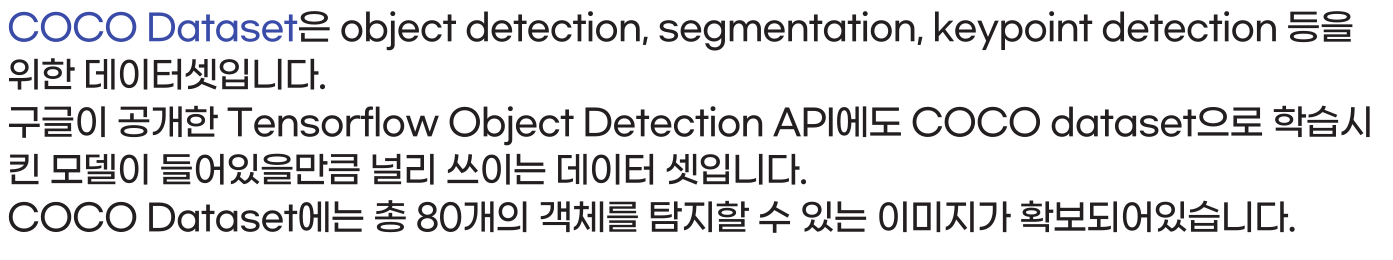 COCO Dataset은 object detection, segmentation, keypoint detection 등을
위한 데이터셋입니다.
구글이 공개한 Tensorflow Object Detection API에도 COCO dataset으로 학습시
킨 모델이 들어있을만큼 널리 쓰이는 데이터 셋입니다.
COCO Dataset에는 총 80개의 객체를 탐지할 수 있는 이미지가 확보되어있습니다.